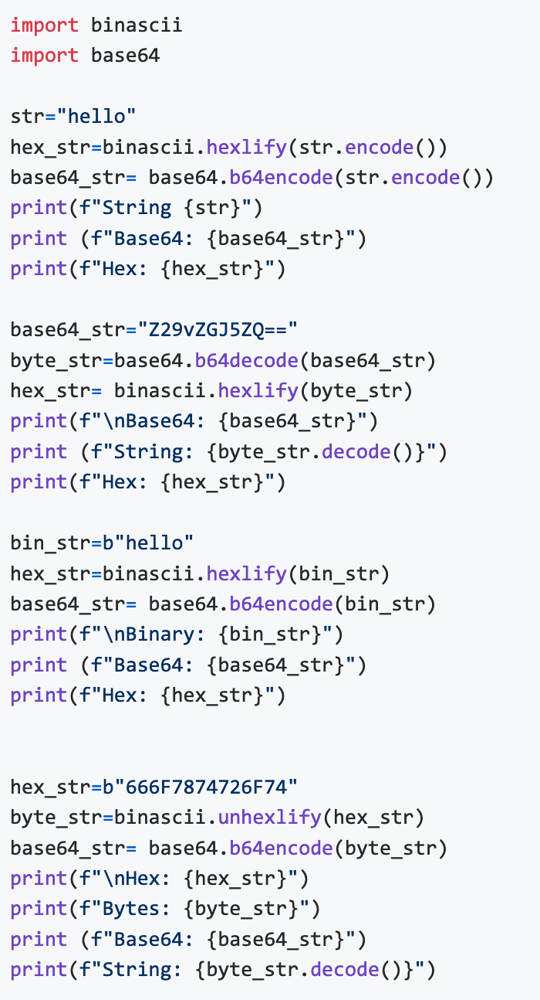 import binascii
import base64
str="hello"
hex_str=binascii.hexlify(str.encode())
base64_str= base64.b64encode(str.encode())
print(f"String {str}")
print (f"Base64: {base64_str}")
print(f"Hex: {hex_str}")
base64_str="Z29vZGJ5ZQ=="
byte_str=base64.b64decode(base64_str)
hex_str= binascii.hexlify(byte_str)
print(f"\nBase64: {base64_str}")
print (f"String: {byte_str.decode()}")
print(f"Hex: {hex_str}")
bin_str=b"hello"
hex_str=binascii.hexlify(bin_str)
base64_str= base64.b64encode(bin_str)
print(f"\nBinary: {bin_str}")
print (f"Base64: {base64_str}")
print(f"Hex: {hex_str}")
hex_str=b"666F7874726F74"
byte_str=binascii.unhexlify(hex_str)
base64_str= base64.b64encode(byte_str)
print(f"\nHex: {hex_str}")
print(f"Bytes: {byte_str}")
print (f"Base64: {base64_str}")
print(f"String: {byte_str.decode()}")